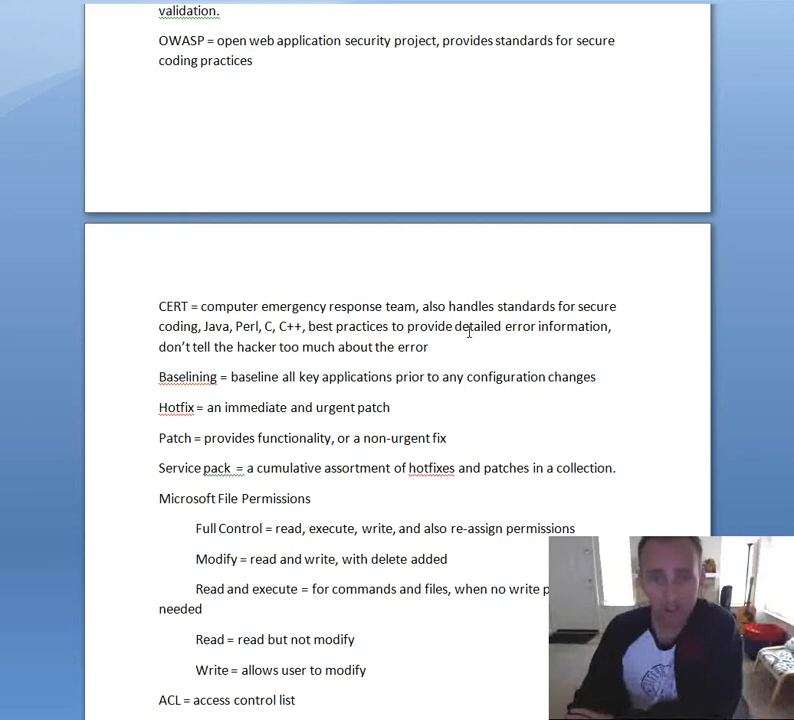 validation.
OWASP = open web application security project, provides standards for secure
coding practices
CERT = computer emergency response team, also handles standards for secure
coding, Java, Perl, C, C++, best practices to provide detailed error information,
don't tell the hacker too much about the error
Baselining = baseline all key applications prior to any configuration changes
Hotfix = an immediate and urgent patch
Patch = provides functionality, or a non-urgent fix
Service pack = a cumulative assortment of hotfixes and patches in a collection.
Microsoft File Permissions
Full Control = read, execute, write, and also re-assign permissions
Modify = read and write, with delete added
Read and execute = for commands and files, when no write
needed
Read = read but not modify
Write = allows user to modify
ACL = access control list